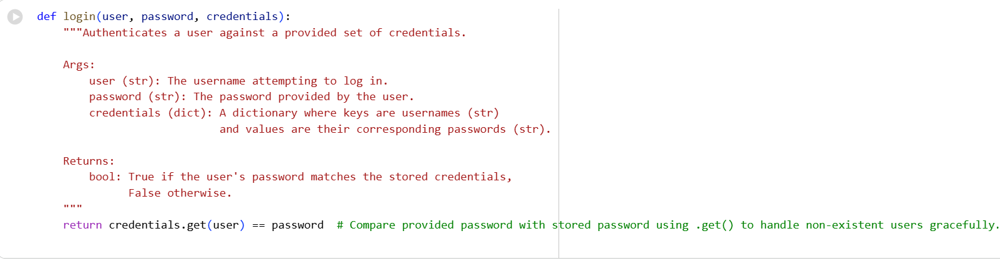 def login(user, password, credentials):
    """Authenticates a user against a provided set of credentials.

    Args:
        user (str): The username attempting to log in.
        password (str): The password provided by the user.
        credentials (dict): A dictionary where keys are usernames (str)
                            and values are their corresponding passwords (str).

    Returns:
        bool: True if the user's password matches the stored credentials,
              False otherwise.
    """
    return credentials.get(user) == password  # Compare provided password with stored password using .get() to handle non-existent users gracefully.